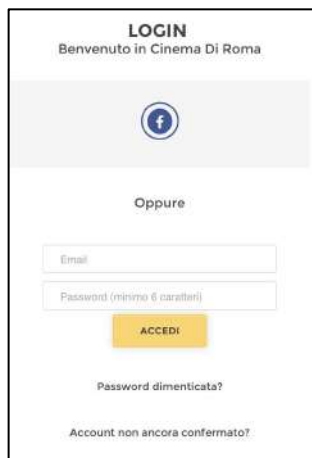 LOGIN
Benvenuto in Cinema Di Roma
f
Oppure
Email
Password (minimo 6 caratteri)
ACCEDI
Password dimenticata?
Account non ancora confermato?